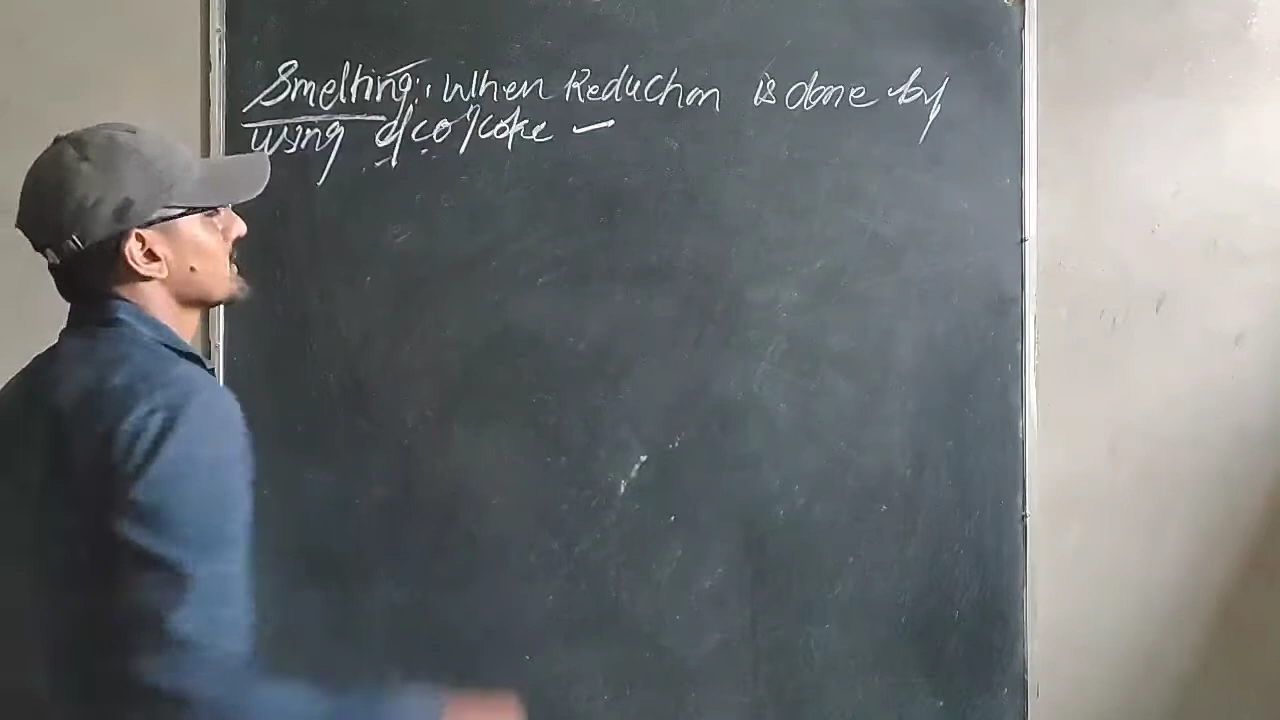 Smelting: When Reduction is done by
using c/co/coke –